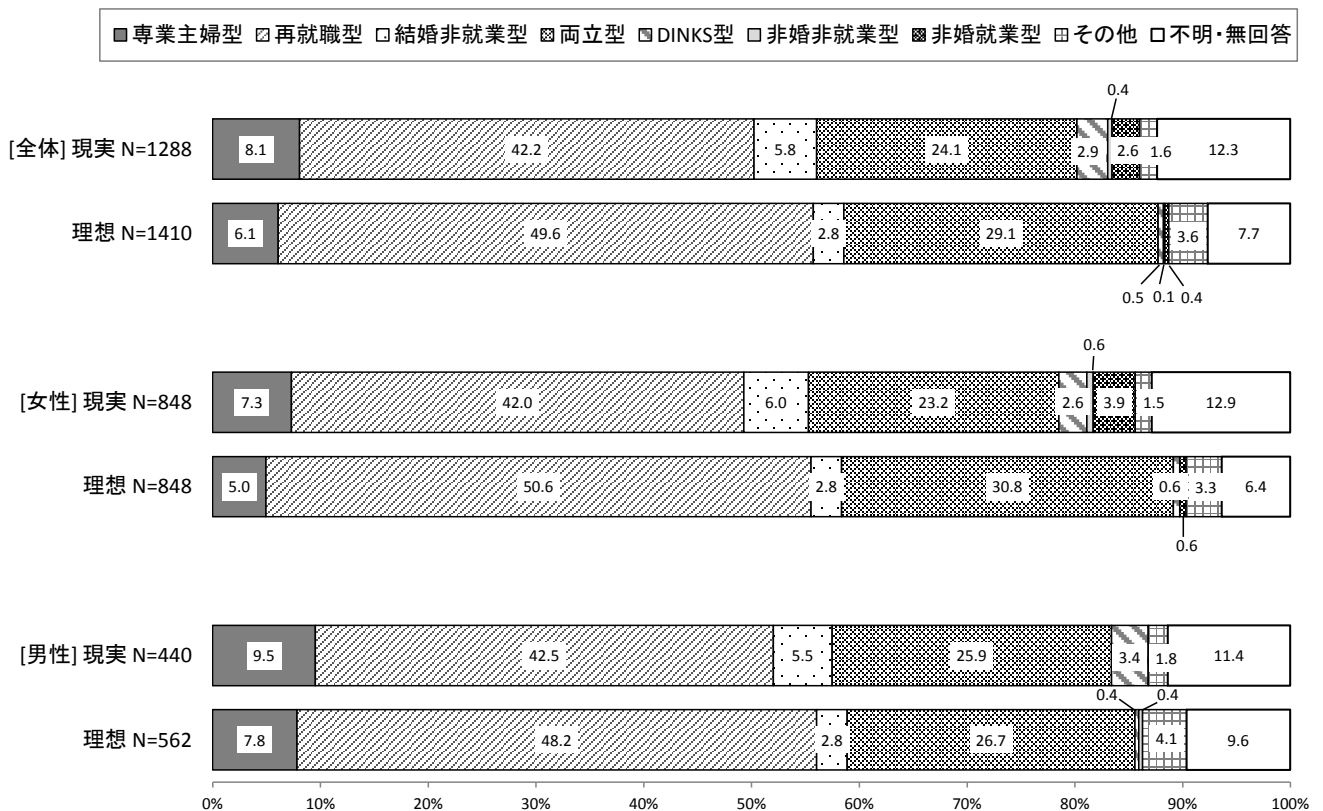 専業主婦型 再就職型 結婚非就業型 両立型 DINKS型 非婚非就業型 非婚就業型 その他 不明・無回答
0.4
[全体] 現実 N=1288 8.1 42.2 5.8 24.1 2.9 2.6 1.6 12.3
理想 N=1410 6.1 49.6 2.8 29.1 3.6 7.7
0.5 0.1 0.4
0.6
[女性] 現実 N=848 7.3 42.0 6.0 23.2 2.6 3.9 1.5 12.9
理想 N=848 5.0 50.6 2.8 30.8 0.6 3.3 6.4
0.6
[男性] 現実 N=440 9.5 42.5 5.5 25.9 3.4 1.8 11.4
0.4 0.4
理想 N=562 7.8 48.2 2.8 26.7 4.1 9.6
0% 10% 20% 30% 40% 50% 60% 70% 80% 90% 100%